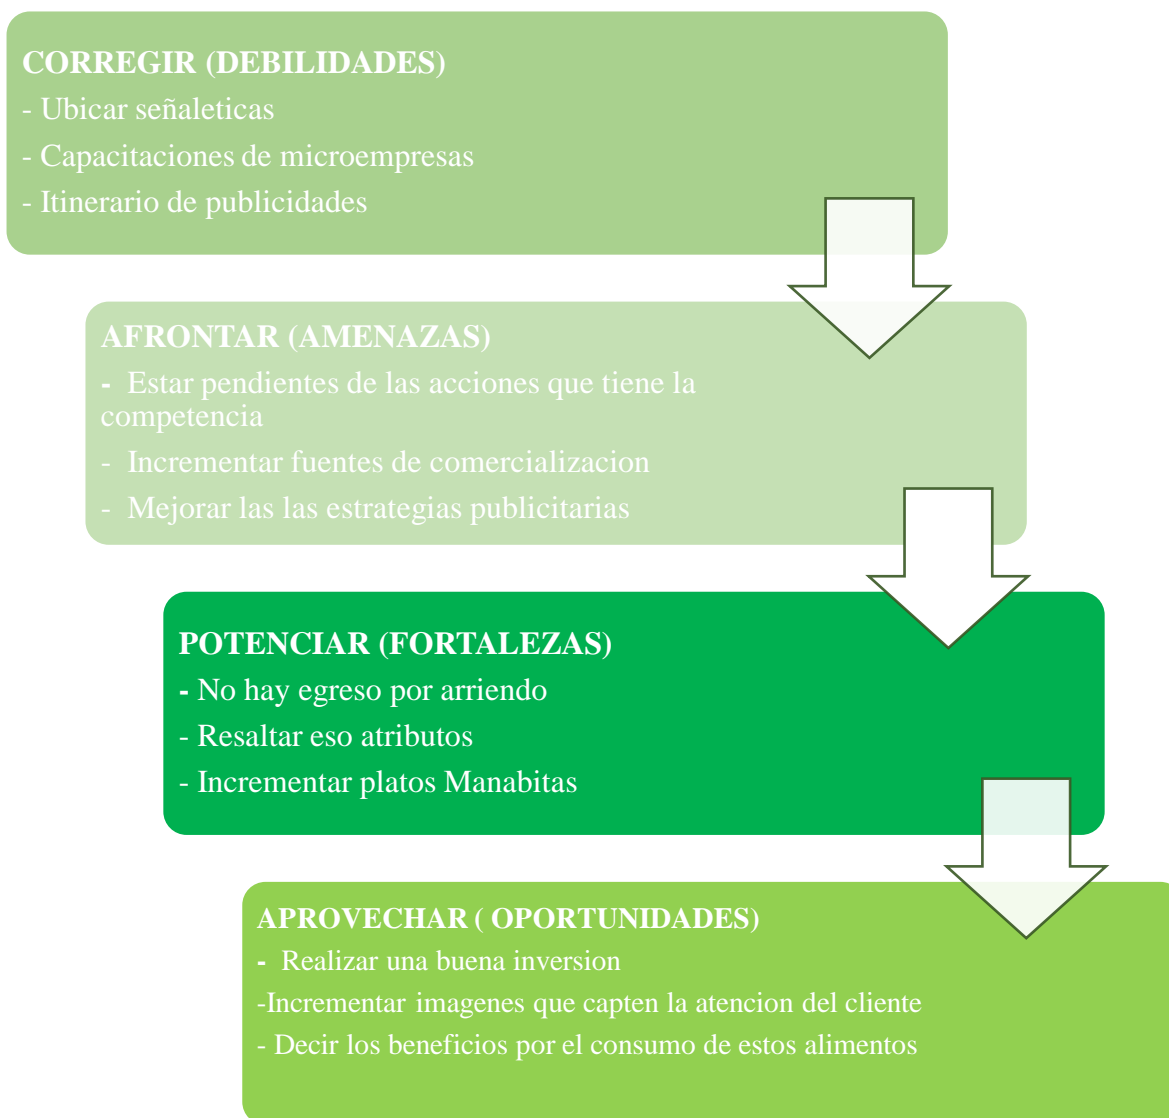 CORREGIR (DEBILIDADES)
- Ubicar señaleticas
- Capacitaciones de microempresas
- Itinerario de publicidades
AFRONTAR (AMENAZAS)
- Estar pendientes de las acciones que tiene la
competencia
- Incrementar fuentes de comercializacion
- Mejorar las las estrategias publicitarias
POTENCIAR (FORTALEZAS)
- No hay egreso por arriendo
- Resaltar eso atributos
- Incrementar platos Manabitas
APROVECHAR ( OPORTUNIDADES)
- Realizar una buena inversion
-Incrementar imagenes que capten la atencion del cliente
- Decir los beneficios por el consumo de estos alimentos